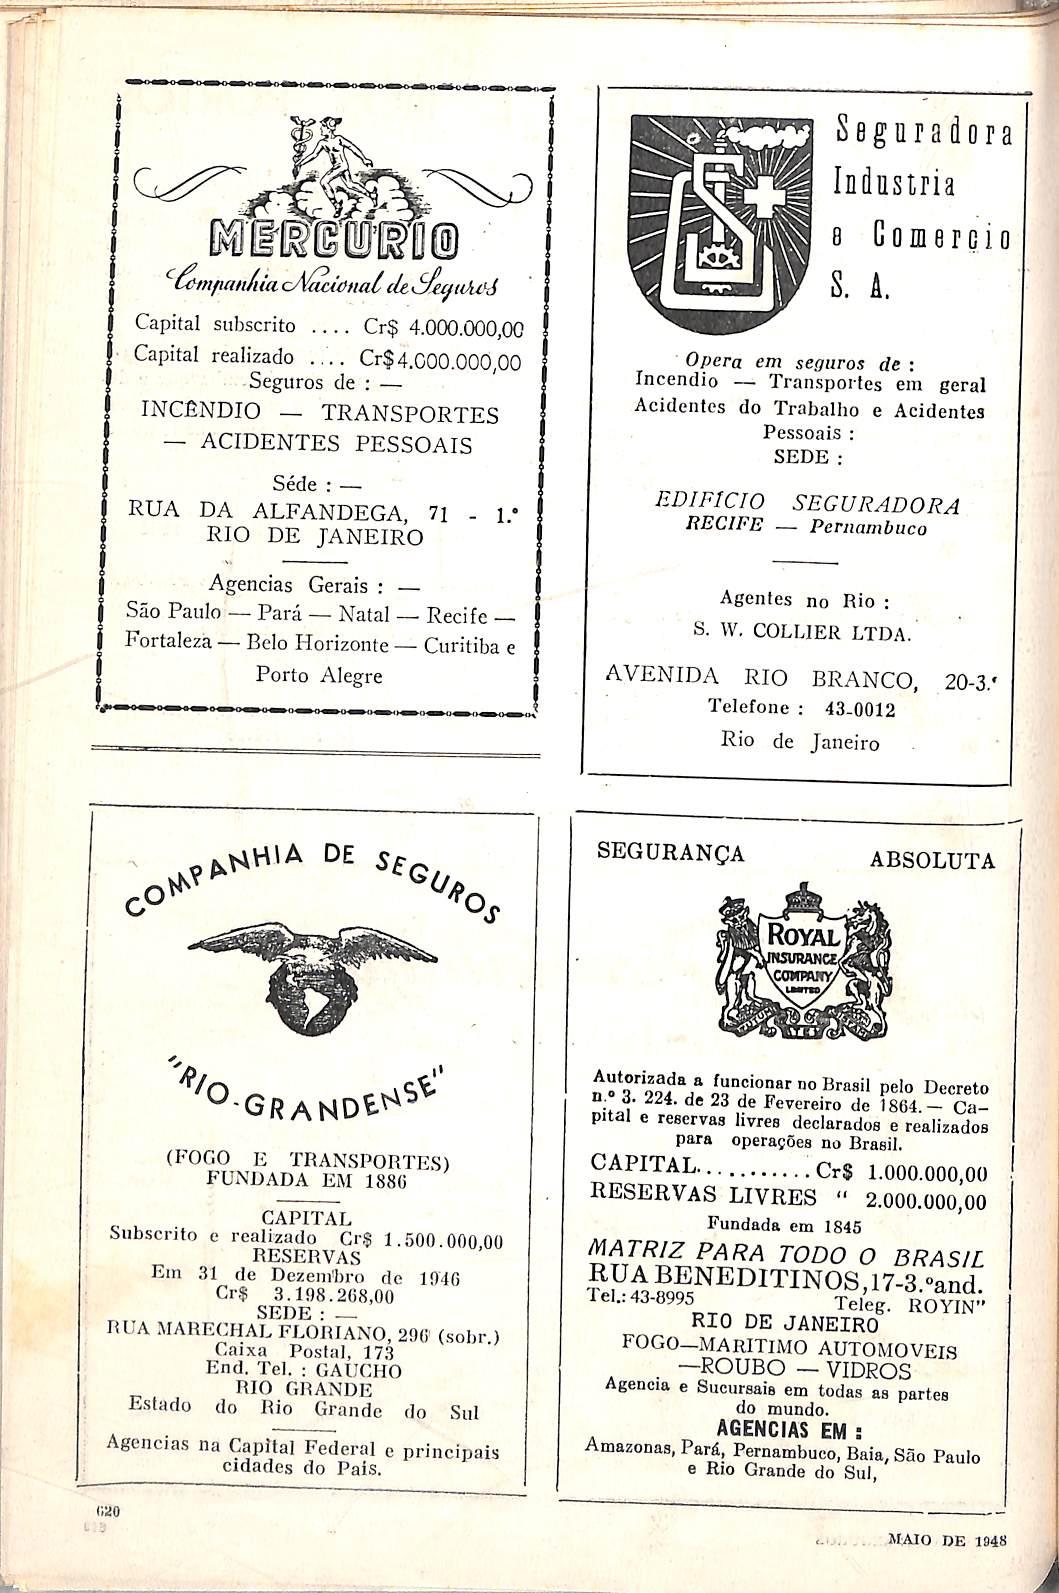 MERCURIO
Companhia Nacional de Seguros
Capital subscrito .... Cr$ 4.000.000,00
Capital realizado .... Cr$ 4.000.000,00
Seguros de : —
INCÊNDIO — TRANSPORTES
— ACIDENTES PESSOAIS
Séde : —
RUA DA ALFANDEGA, 71 - 1.°
RIO DE JANEIRO
Agencias Gerais : —
São Paulo — Pará — Natal — Recife —
Fortaleza — Belo Horizonte — Curitiba e
Porto Alegre
Seguradora
Industria
e Comercio
S. A.
Opera em seguros de :
Incendio — Transportes em geral
Acidentes do Trabalho e Acidentes
Pessoais :
SEDE :
EDIFÍCIO SEGURADORA
RECIFE — Pernambuco
Agentes no Rio :
S. W. COLLIER LTDA.
AVENIDA RIO BRANCO, 20-3.°
Telefone : 43-0012
Rio de Janeiro
COMPANHIA DE SEGUROS
"RIO-GRANDENSE"
(FOGO E TRANSPORTES)
FUNDADA EM 1886
CAPITAL
Subscrito e realizado Cr$ 1.500.000,00
RESERVAS
Em 31 de Dezembro de 1946
Cr$ 3.198.268,00
SEDE : —
RUA MARECHAL FLORIANO, 296 (sobr.)
Caixa Postal, 173
End. Tel. : GAUCHO
RIO GRANDE
Estado do Rio Grande do Sul
Agencias na Capital Federal e principais
cidades do Pais.
SEGURANÇA ABSOLUTA
ROYAL
INSURANCE
COMPANY
LIMITED
Autorizada a funcionar no Brasil pelo Decreto
n.° 3. 224. de 23 de Fevereiro de 1864.— Ca-
pital e reservas livres declarados e realizados
para operações no Brasil.
CAPITAL........... Cr$ 1.000.000,00
RESERVAS LIVRES “ 2.000.000,00
Fundada em 1845
MATRIZ PARA TODO O BRASIL
RUA BENEDITINOS, 17-3.° and.
Tel.: 43-8995 Teleg. ROYIN”
RIO DE JANEIRO
FOGO—MARITIMO AUTOMOVEIS
—ROUBO — VIDROS
Agencia e Sucursais em todas as partes
do mundo.
AGENCIAS EM :
Amazonas, Pará, Pernambuco, Baia, São Paulo
e Rio Grande do Sul,
620
MAIO DE 1948